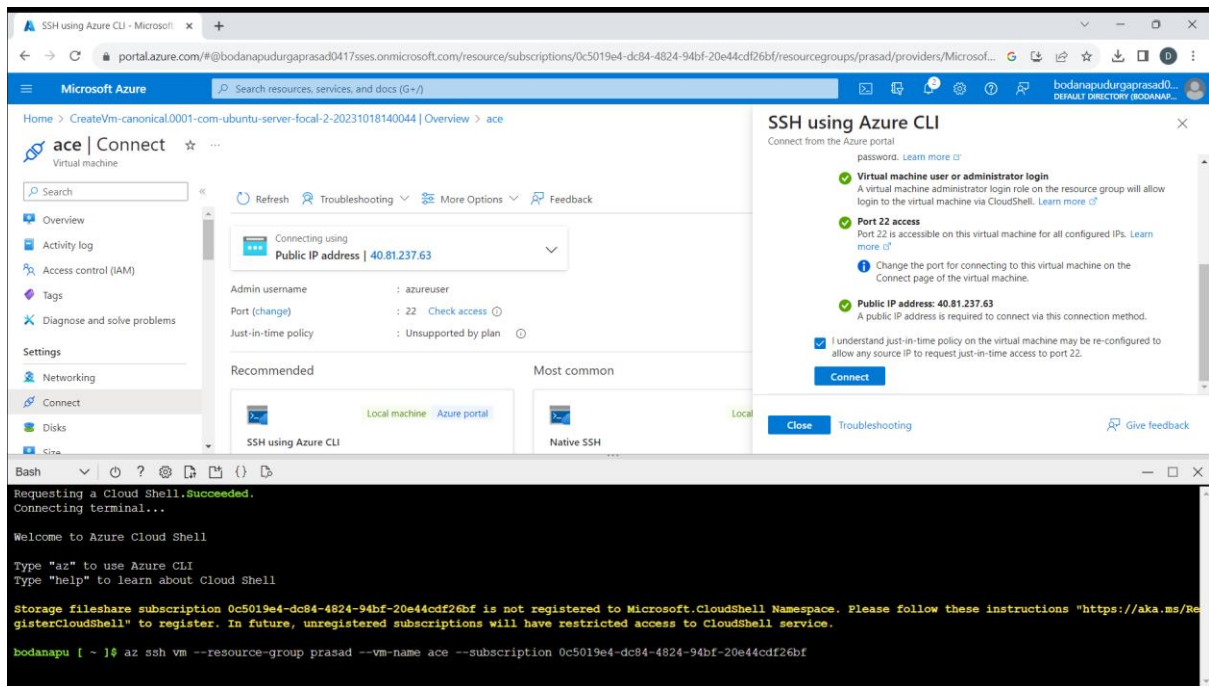 SSH using Azure CLI - Microsoft
portal.azure.com/#@bodanapudurgaprasad0417sses.onmicrosoft.com/resource/subscriptions/0c5019e4-dc84-4824-94bf-20e44cdf26bf/resourcegroups/prasad/providers/Microsof...
G
D
Microsoft Azure
Search resources, services, and docs (G+/)
2
bodanapudurgaprasad0...
DEFAULT DIRECTORY (BODANAP...
Home > CreateVm-canonical.0001-com-ubuntu-server-focal-2-20231018140044 | Overview > ace
ace | Connect
Virtual machine
Search
Overview
Activity log
Access control (IAM)
Tags
Diagnose and solve problems
Settings
Networking
Connect
Disks
Size
Refresh Troubleshooting More Options Feedback
Connecting using
Public IP address | 40.81.237.63
Admin username : azureuser
Port (change) : 22 Check access
Just-in-time policy : Unsupported by plan
Recommended
Local machine Azure portal
SSH using Azure CLI
Most common
Local
Native SSH
SSH using Azure CLI
Connect from the Azure portal
password. Learn more
Virtual machine user or administrator login
A virtual machine administrator login role on the resource group will allow
login to the virtual machine via CloudShell. Learn more
Port 22 access
Port 22 is accessible on this virtual machine for all configured IPs. Learn
more
Change the port for connecting to this virtual machine on the
Connect page of the virtual machine.
Public IP address: 40.81.237.63
A public IP address is required to connect via this connection method.
I understand just-in-time policy on the virtual machine may be re-configured to
allow any source IP to request just-in-time access to port 22.
Connect
Close Troubleshooting Give feedback
Bash
Requesting a Cloud Shell.Succeeded.
Connecting terminal...
Welcome to Azure Cloud Shell
Type "az" to use Azure CLI
Type "help" to learn about Cloud Shell
Storage fileshare subscription 0c5019e4-dc84-4824-94bf-20e44cdf26bf is not registered to Microsoft.CloudShell Namespace. Please follow these instructions "https://aka.ms/Re
gisterCloudShell" to register. In future, unregistered subscriptions will have restricted access to CloudShell service.
bodanapu [ ~ ]$ az ssh vm --resource-group prasad --vm-name ace --subscription 0c5019e4-dc84-4824-94bf-20e44cdf26bf